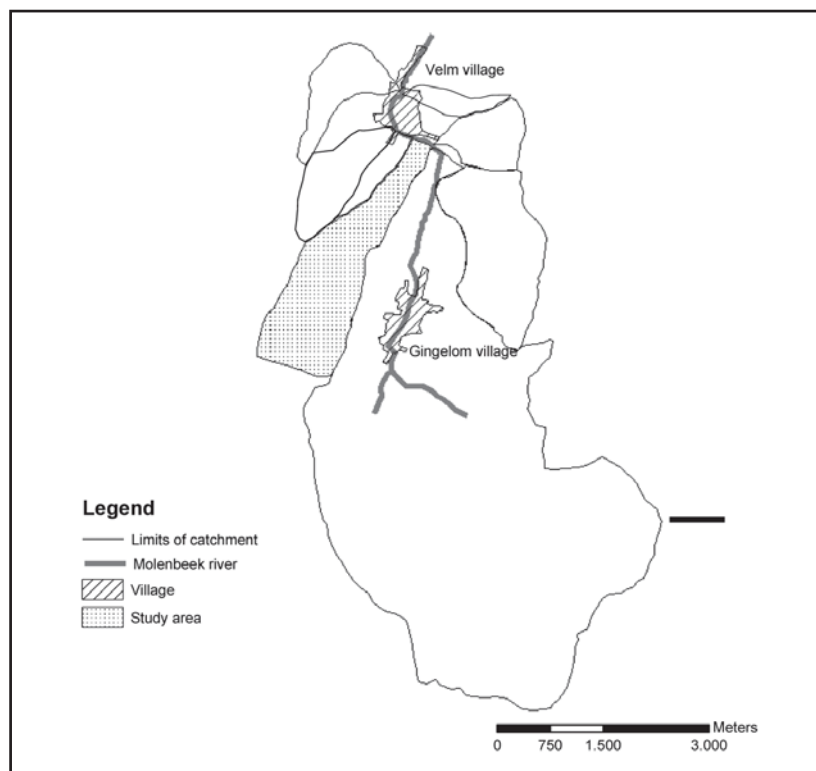 Velm village
Gingelom village
Legend
Limits of catchment
Molenbeek river
Village
Study area
Meters
0 750 1.500 3.000